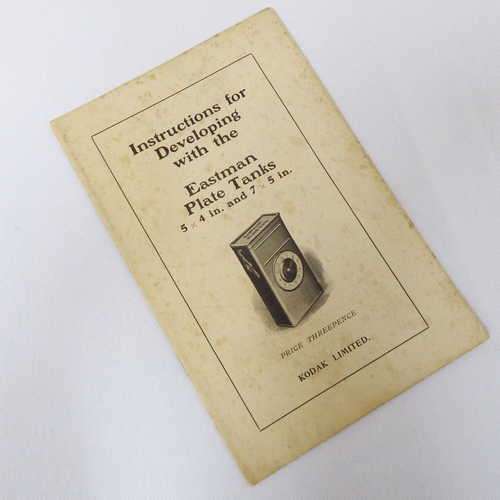 Instructions for
Developing
with the
Eastman
Plate Tanks
5 × 4 in. and 7 × 5 in.
PRICE THREEPENCE
KODAK LIMITED.